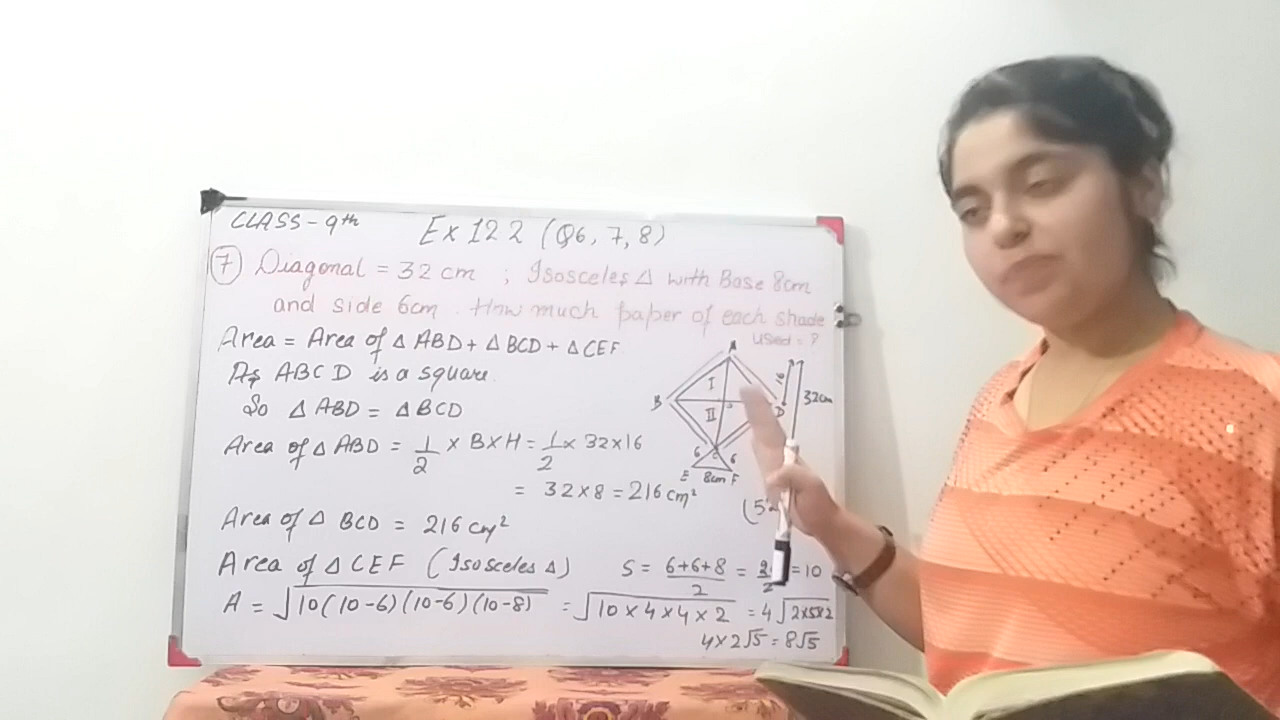 CLASS-9th Ex 12 2 (Q6, 7, 8)
7 Diagonal = 32 cm ; Isosceles Δ with Base 8cm
and side 6cm. How much paper of each shade
used = ?
Area = Area of Δ ABD + Δ BCD + Δ CEF
As ABCD is a square.
So Δ ABD = Δ BCD
Area of Δ ABD = 1/2 × B×H = 1/2 × 32×16
= 32×8 = 216 cm²
Area of Δ BCD = 216 cm²
Area of Δ CEF (Isosceles Δ) S = 6+6+8/2 = = 10
A = √10(10-6)(10-6)(10-8) = √10×4×4×2 = 4√2×5×2
4×2√5 = 8√5
A
I
B
D
II
C
6 6
E 8cm F
16
32cm